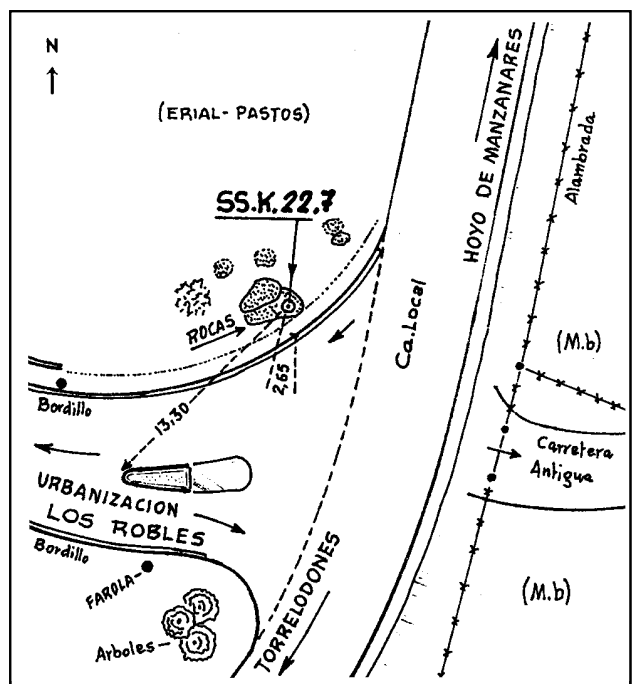 N
(ERIAL-PASTOS)
SS.K.22,7
ROCAS
HOYO DE MANZANARES
Alambrada
Ca. Local
(M.b)
Bordillo
2,65
13,30
Carretera
Antigua
URBANIZACION
LOS ROBLES
Bordillo
FAROLA
TORRELODONES
(M.b)
Arboles